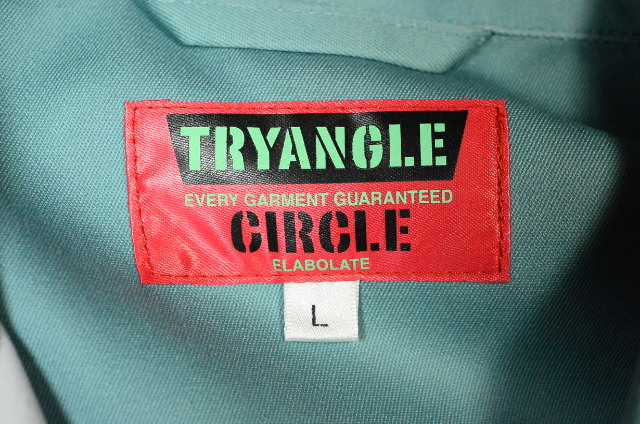 TRYANGLE
EVERY GARMENT GUARANTEED
CIRCLE
ELABOLATE
L